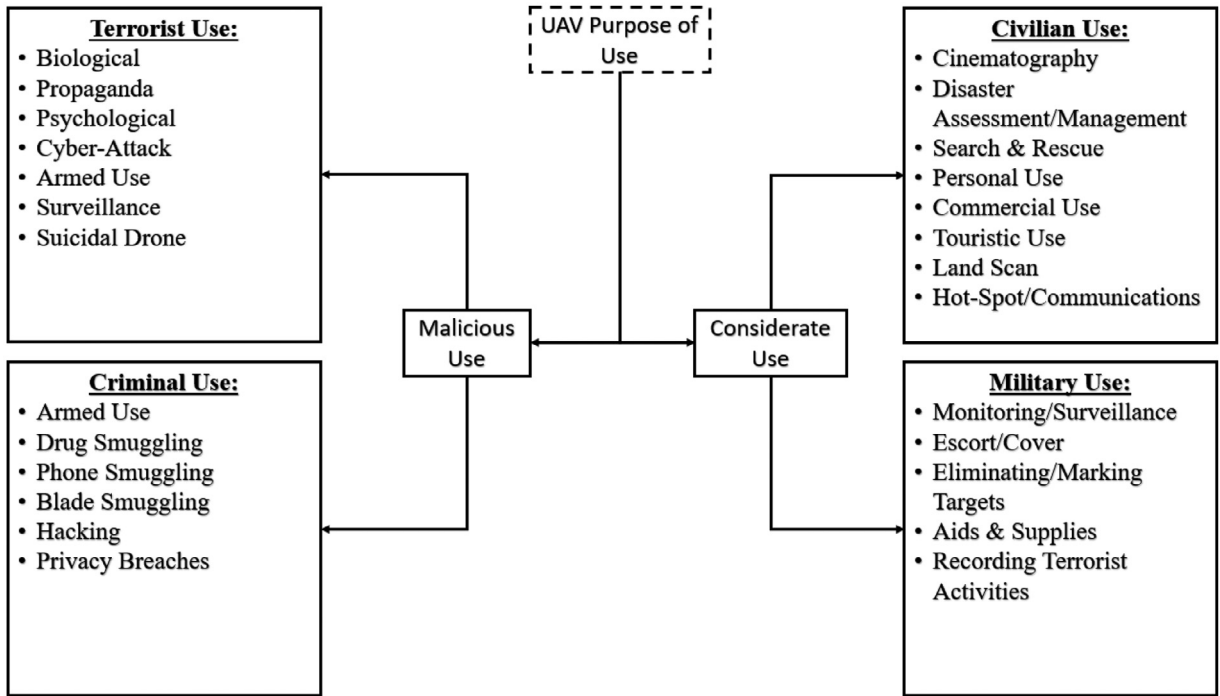 UAV Purpose of
Use
Terrorist Use:
• Biological
• Propaganda
• Psychological
• Cyber-Attack
• Armed Use
• Surveillance
• Suicidal Drone
Civilian Use:
• Cinematography
• Disaster
Assessment/Management
• Search & Rescue
• Personal Use
• Commercial Use
• Touristic Use
• Land Scan
• Hot-Spot/Communications
Malicious
Use
Considerate
Use
Criminal Use:
• Armed Use
• Drug Smuggling
• Phone Smuggling
• Blade Smuggling
• Hacking
• Privacy Breaches
Military Use:
• Monitoring/Surveillance
• Escort/Cover
• Eliminating/Marking
Targets
• Aids & Supplies
• Recording Terrorist
Activities